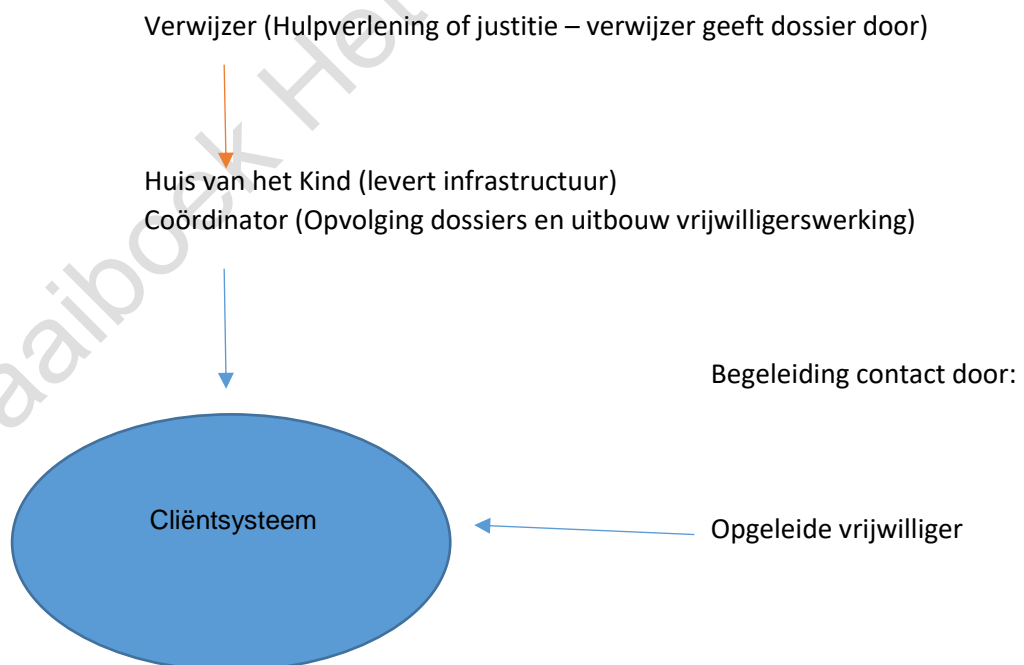 Verwijzer (Hulpverlening of justitie – verwijzer geeft dossier door)
Huis van het Kind (levert infrastructuur)
Coördinator (Opvolging dossiers en uitbouw vrijwilligerswerking)
Begeleiding contact door:
Cliëntsysteem
Opgeleide vrijwilliger